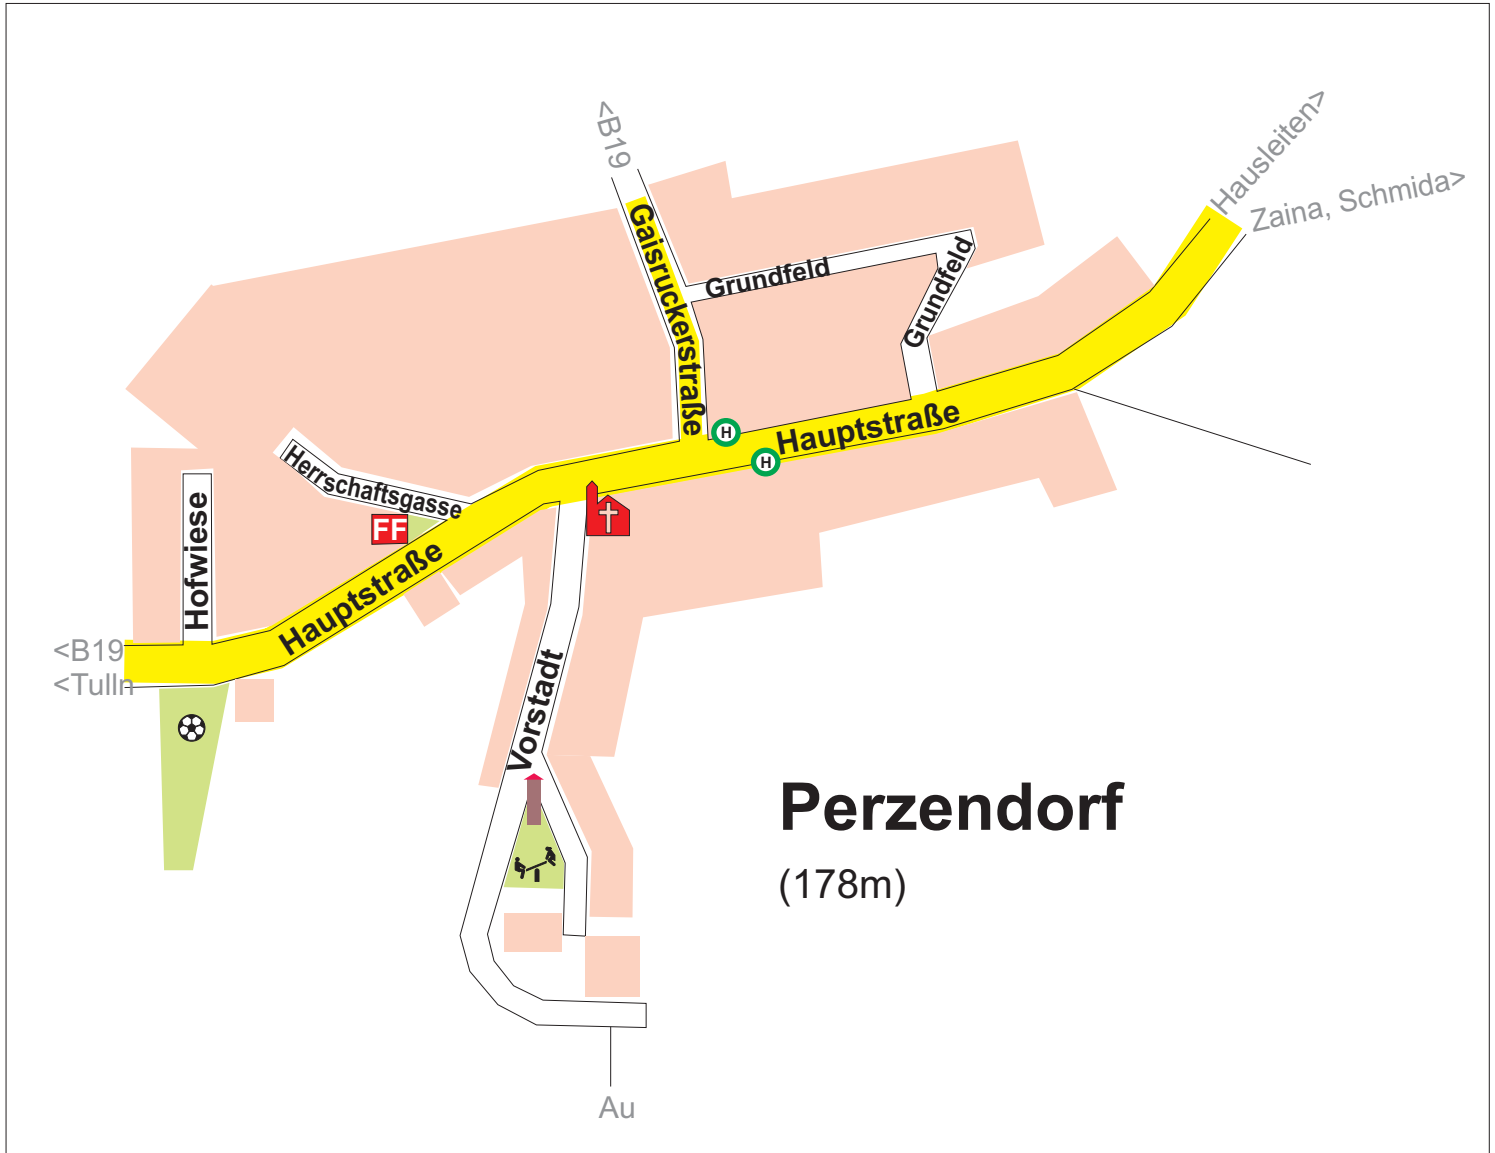 <B19
Hausleiten>
Zaina, Schmida>
Gaisruckerstraße
Grundfeld
Grundfeld
H
Hauptstraße
H
Herrschaftsgasse
FF
Hofwiese
Hauptstraße
<B19
<Tulln
Vorstadt
Perzendorf
(178m)
Au